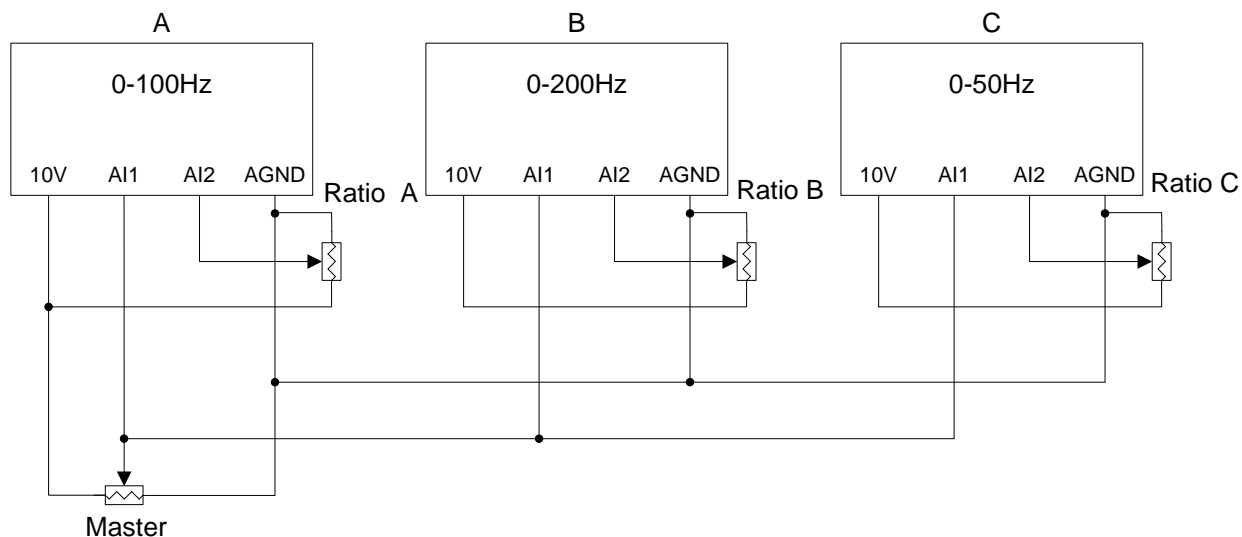 A
B
C
0-100Hz
0-200Hz
0-50Hz
10V AI1 AI2 AGND
Ratio A
10V AI1 AI2 AGND
Ratio B
10V AI1 AI2 AGND
Ratio C
Master